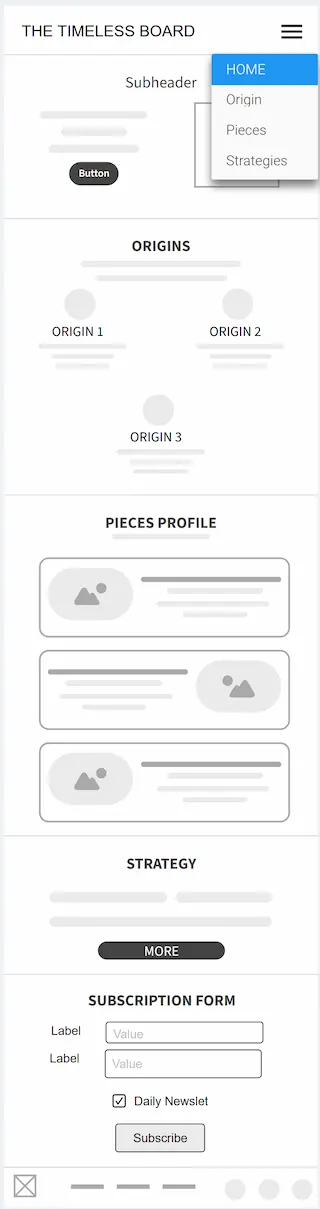 THE TIMELESS BOARD
HOME
Origin
Pieces
Strategies
Subheader
Button
ORIGINS
ORIGIN 1
ORIGIN 2
ORIGIN 3
PIECES PROFILE
STRATEGY
MORE
SUBSCRIPTION FORM
Label Value
Label Value
Daily Newslet
Subscribe